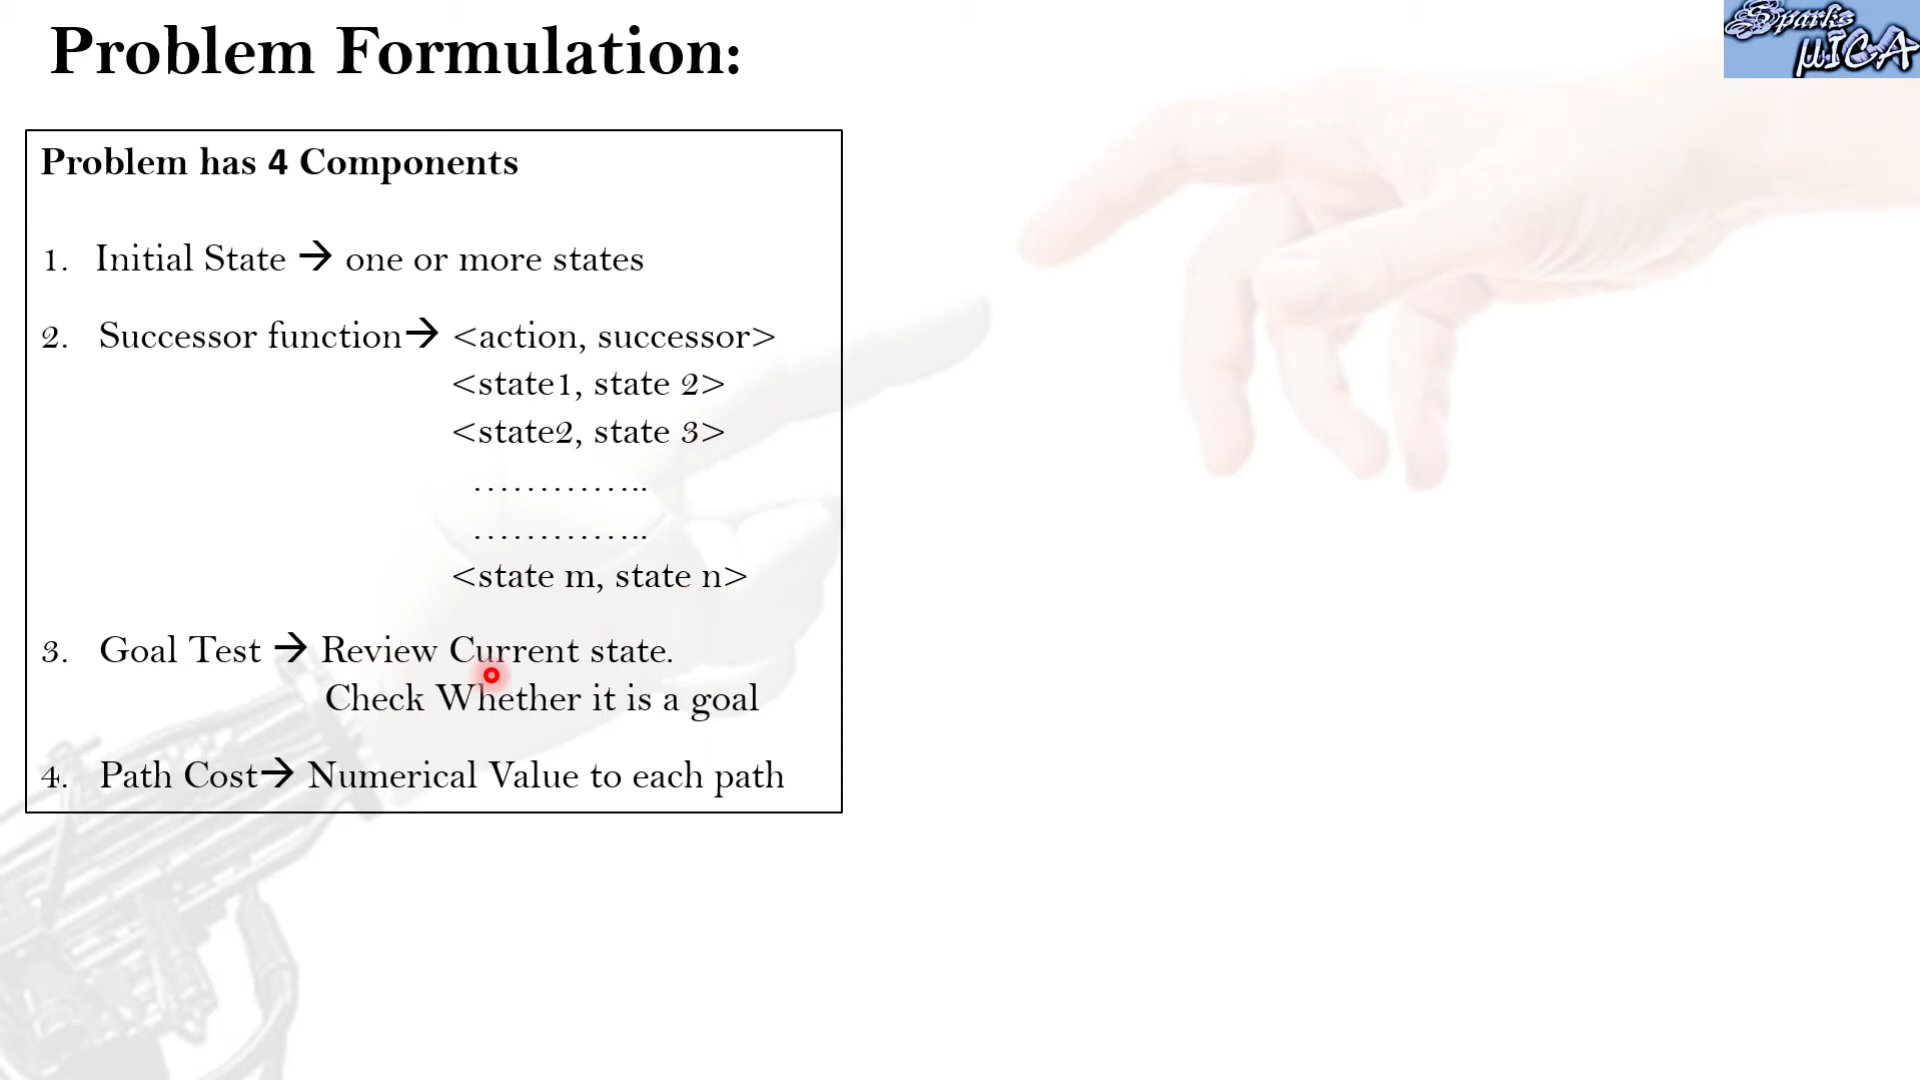 Problem Formulation:
Sparks
μICA
Problem has 4 Components
1. Initial State → one or more states
2. Successor function→ <action, successor>
<state1, state 2>
<state2, state 3>
…………..
…………..
<state m, state n>
3. Goal Test → Review Current state.
Check Whether it is a goal
4. Path Cost→ Numerical Value to each path